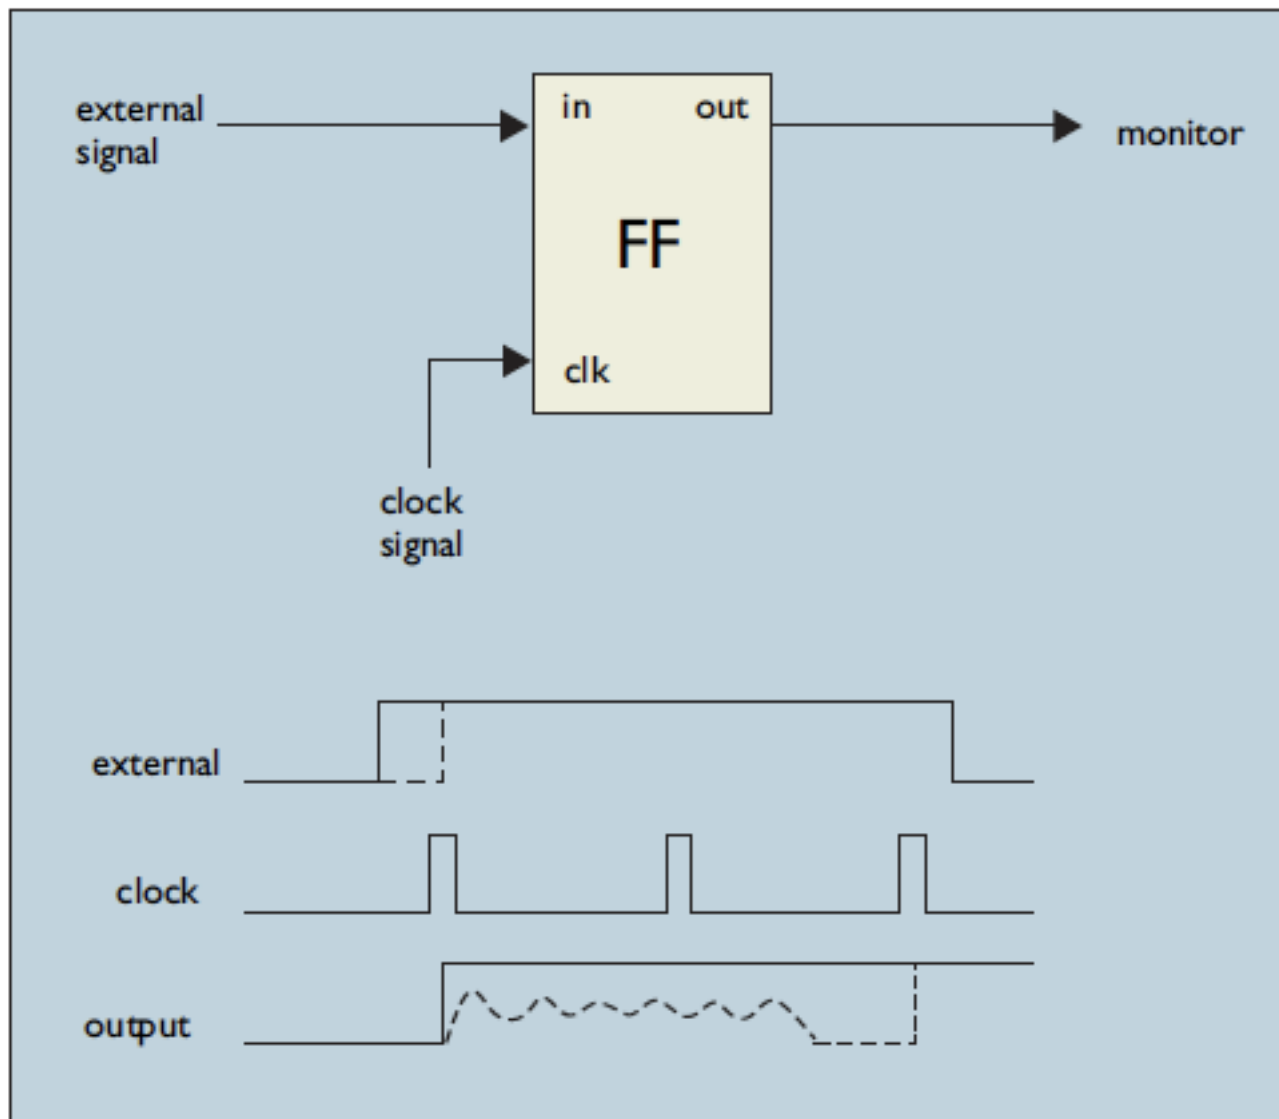 external
signal
in
out
monitor
FF
clk
clock
signal
external
clock
output